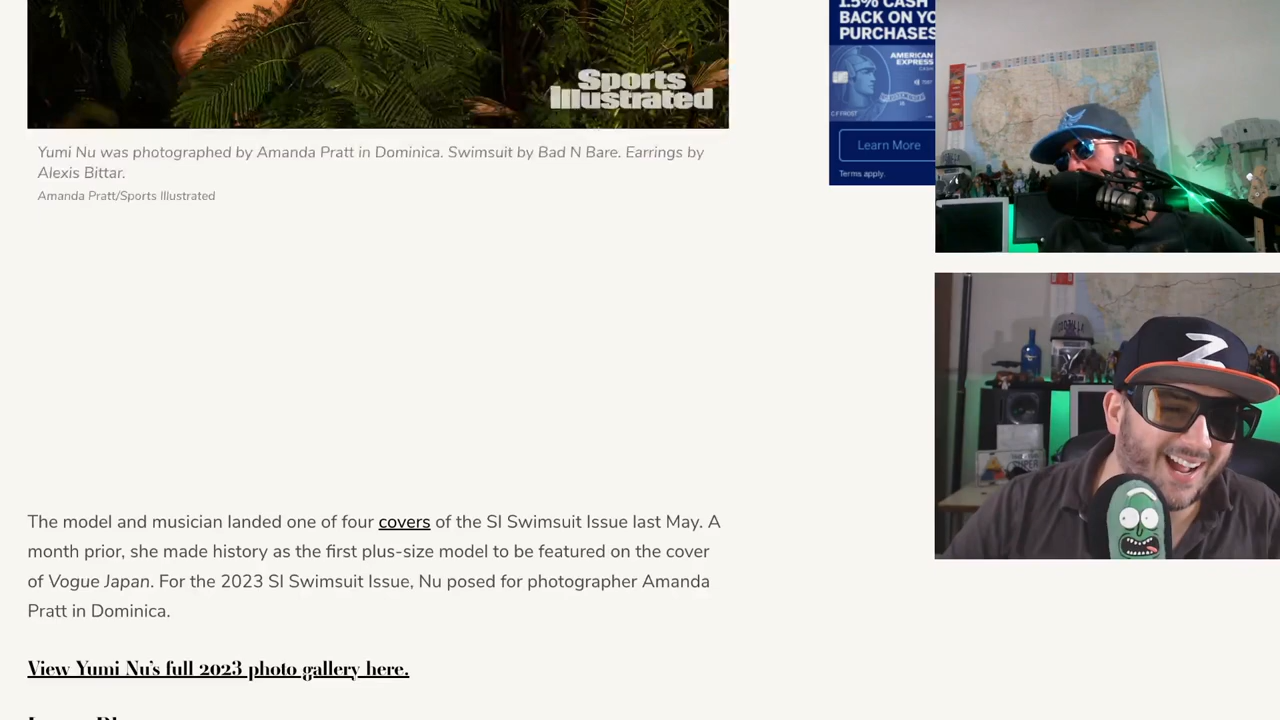 Sports
Illustrated
Yumi Nu was photographed by Amanda Pratt in Dominica. Swimsuit by Bad N Bare. Earrings by
Alexis Bittar.
Amanda Pratt/Sports Illustrated
1.5% CASH
BACK ON YO
PURCHASES
AMERICAN
EXPRESS
C F FROST
Learn More
Terms apply.
Z
The model and musician landed one of four covers of the SI Swimsuit Issue last May. A
month prior, she made history as the first plus-size model to be featured on the cover
of Vogue Japan. For the 2023 SI Swimsuit Issue, Nu posed for photographer Amanda
Pratt in Dominica.
View Yumi Nu's full 2023 photo gallery here.